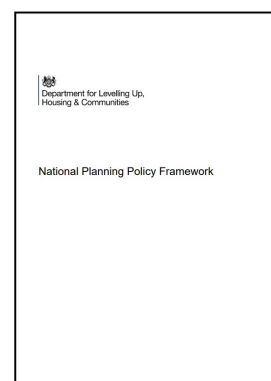 Department for Levelling Up,
Housing & Communities
National Planning Policy Framework